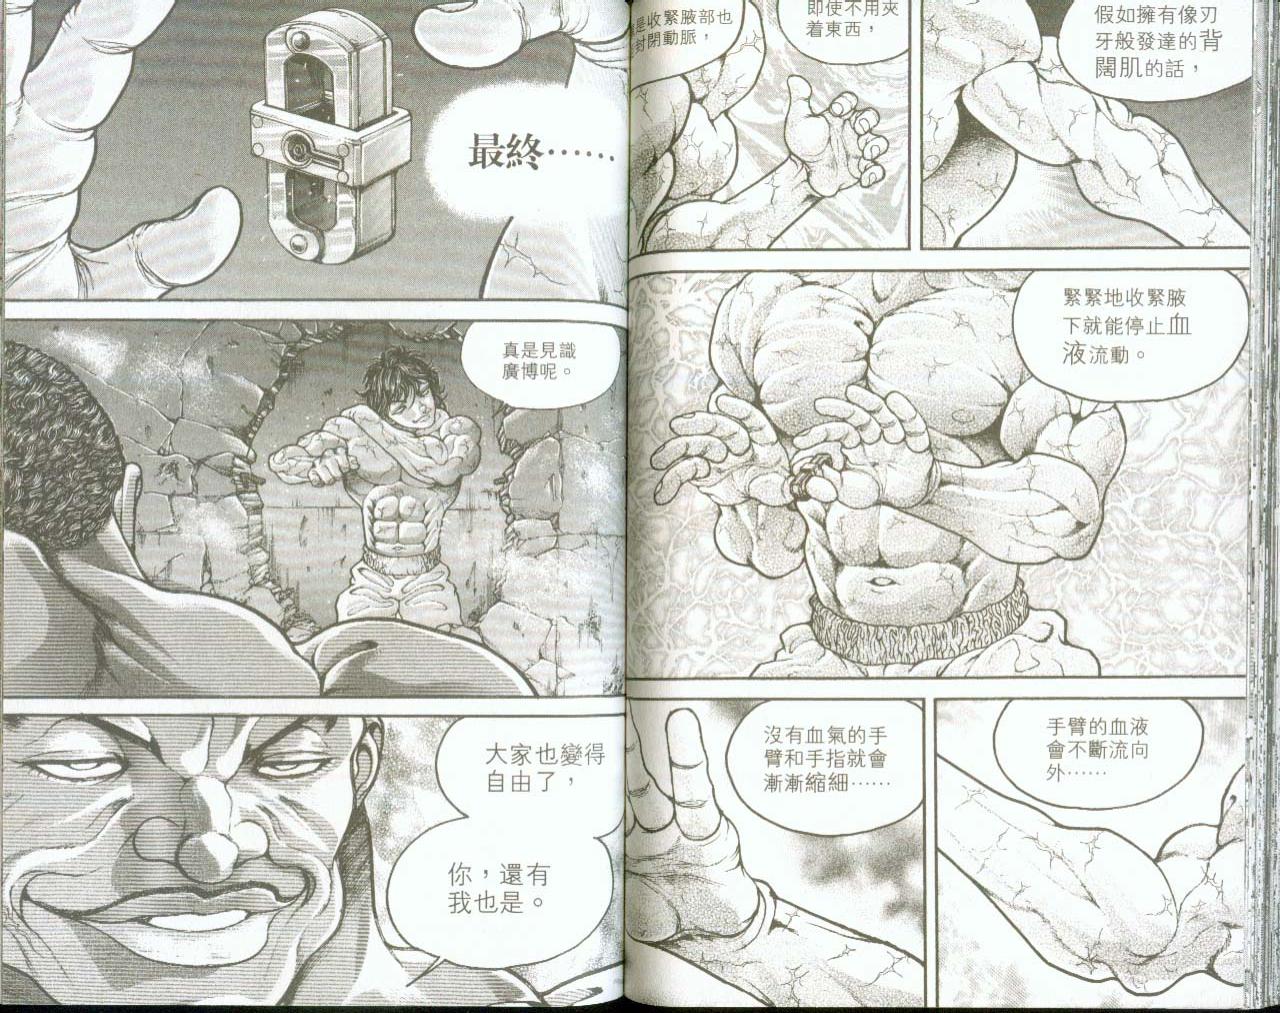 假如擁有像刃
牙般發達的背
闊肌的話，
即使不用夾
着東西，
是收緊腋部也
封閉動脈，
緊緊地收緊腋
下就能停止血
液流動。
手臂的血液
會不斷流向
外……
沒有血氣的手
臂和手指就會
漸漸縮細……
最終……
真是見識
廣博呢。
大家也變得
自由了，
你，還有
我也是。